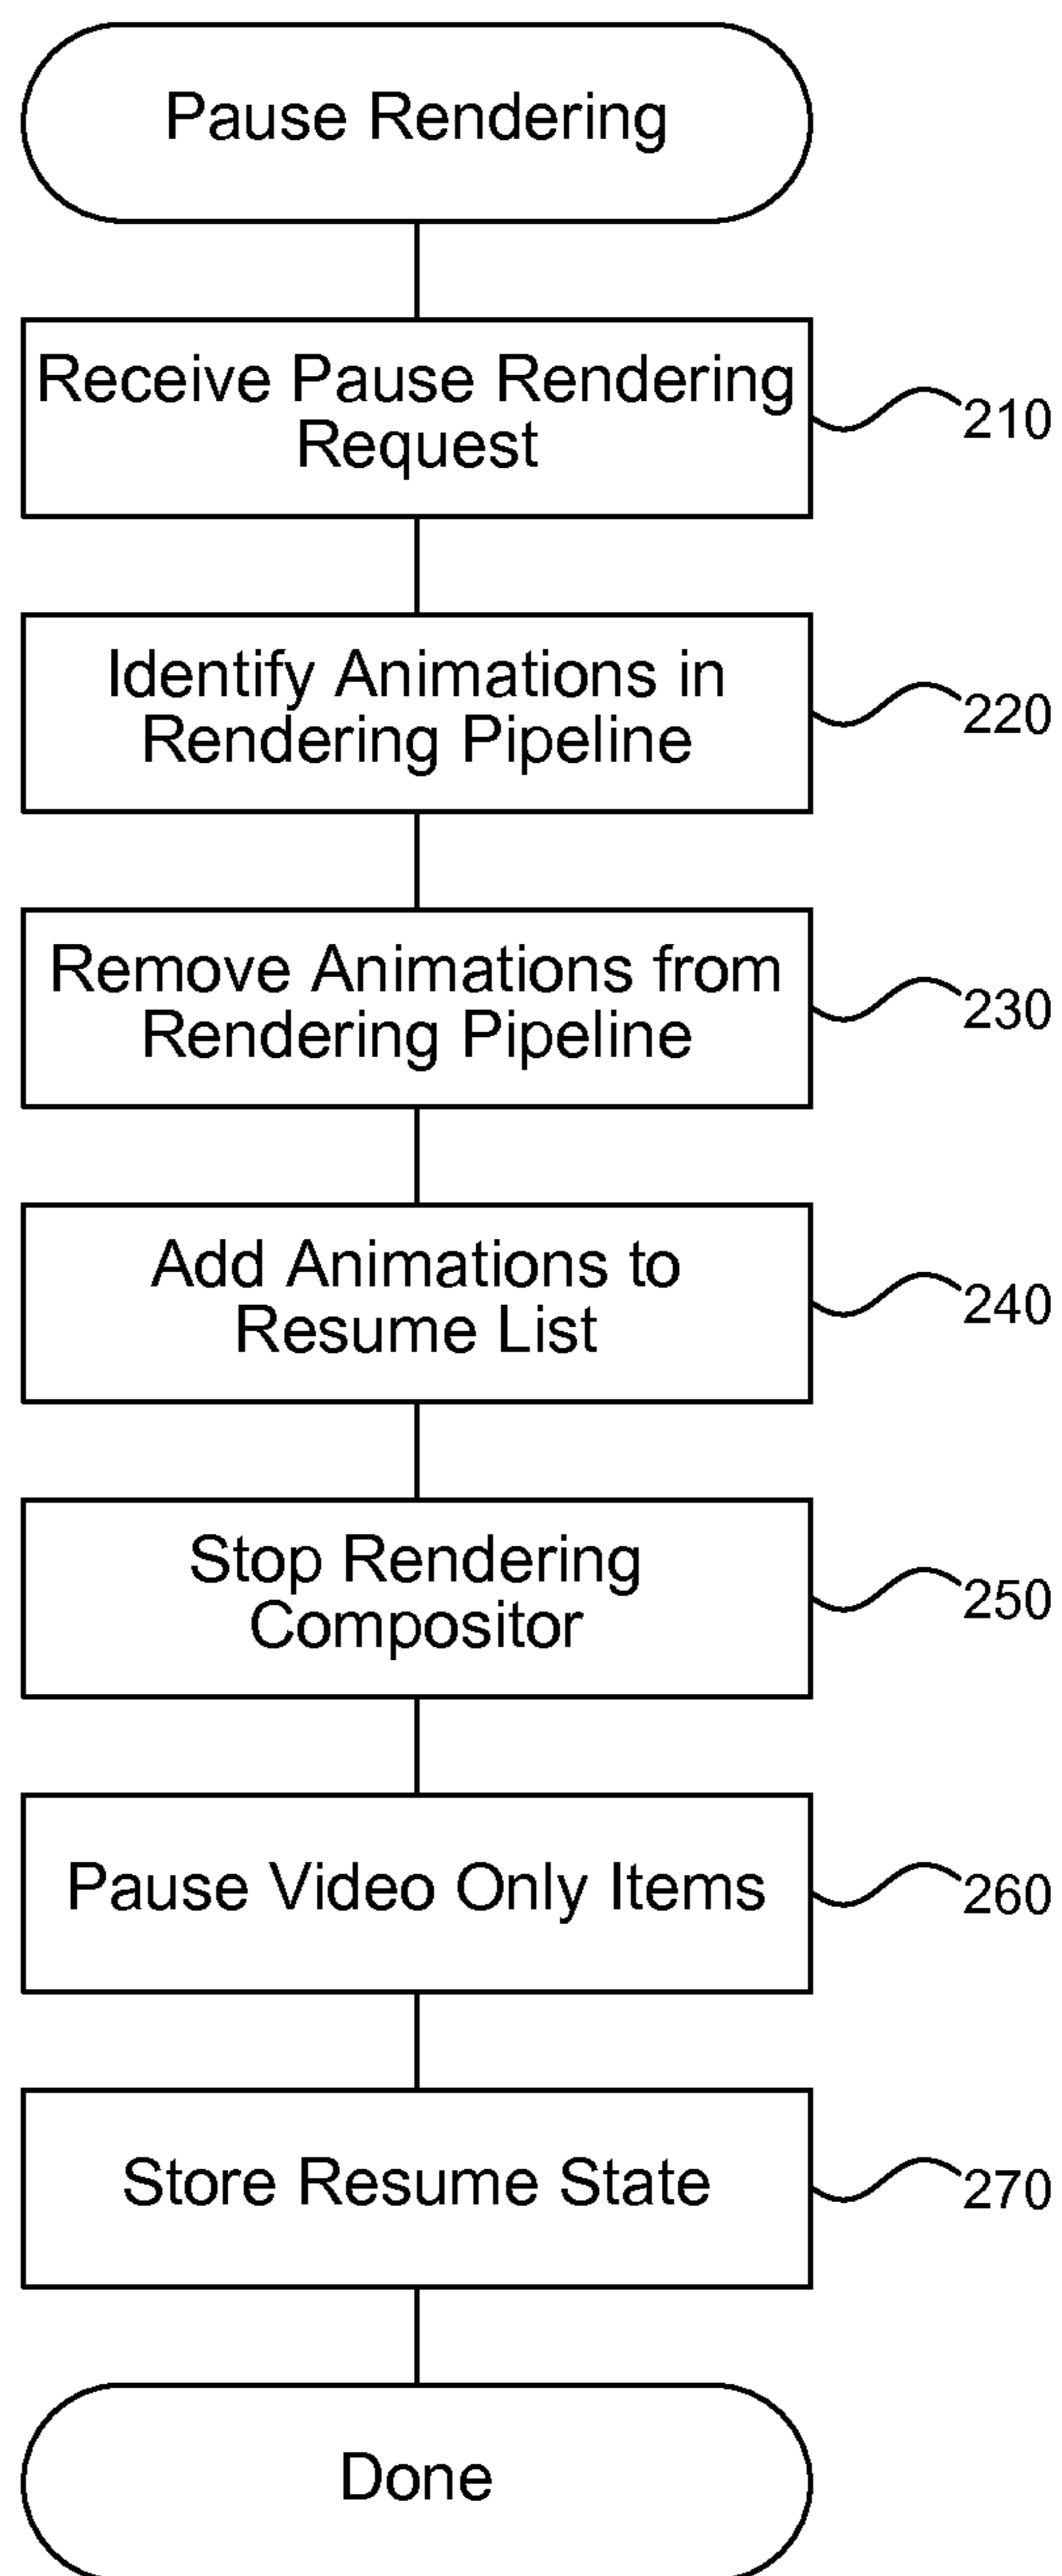 Pause Rendering
Receive Pause Rendering
Request
210
Identify Animations in
Rendering Pipeline
220
Remove Animations from
Rendering Pipeline
230
Add Animations to
Resume List
240
Stop Rendering
Compositor
250
Pause Video Only Items
260
Store Resume State
270
Done